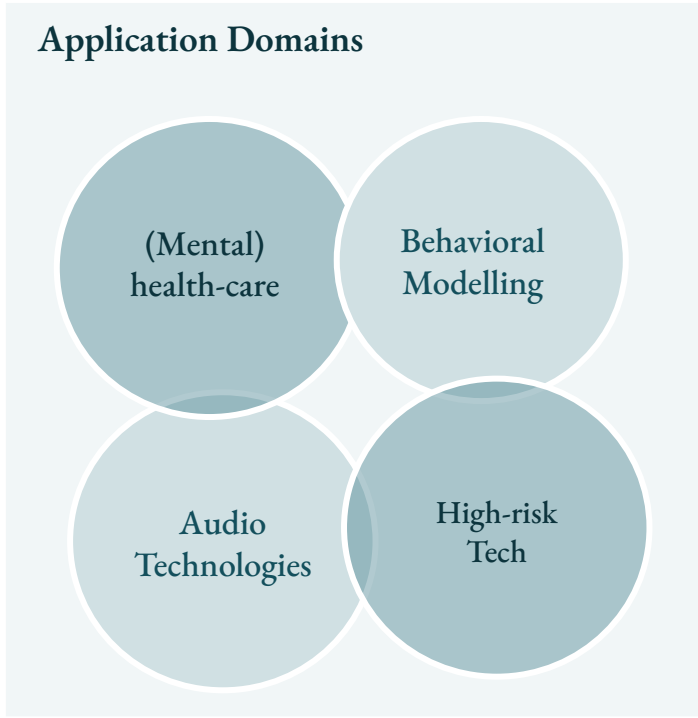 Application Domains
(Mental)
health-care
Behavioral
Modelling
Audio
Technologies
High-risk
Tech